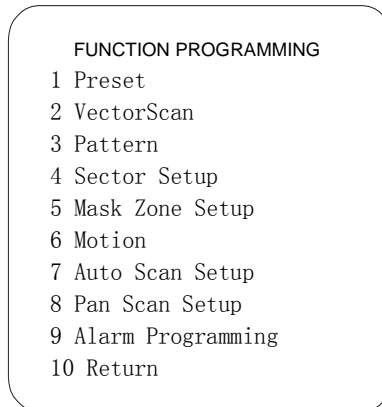 FUNCTION PROGRAMMING
1 Preset
2 VectorScan
3 Pattern
4 Sector Setup
5 Mask Zone Setup
6 Motion
7 Auto Scan Setup
8 Pan Scan Setup
9 Alarm Programming
10 Return